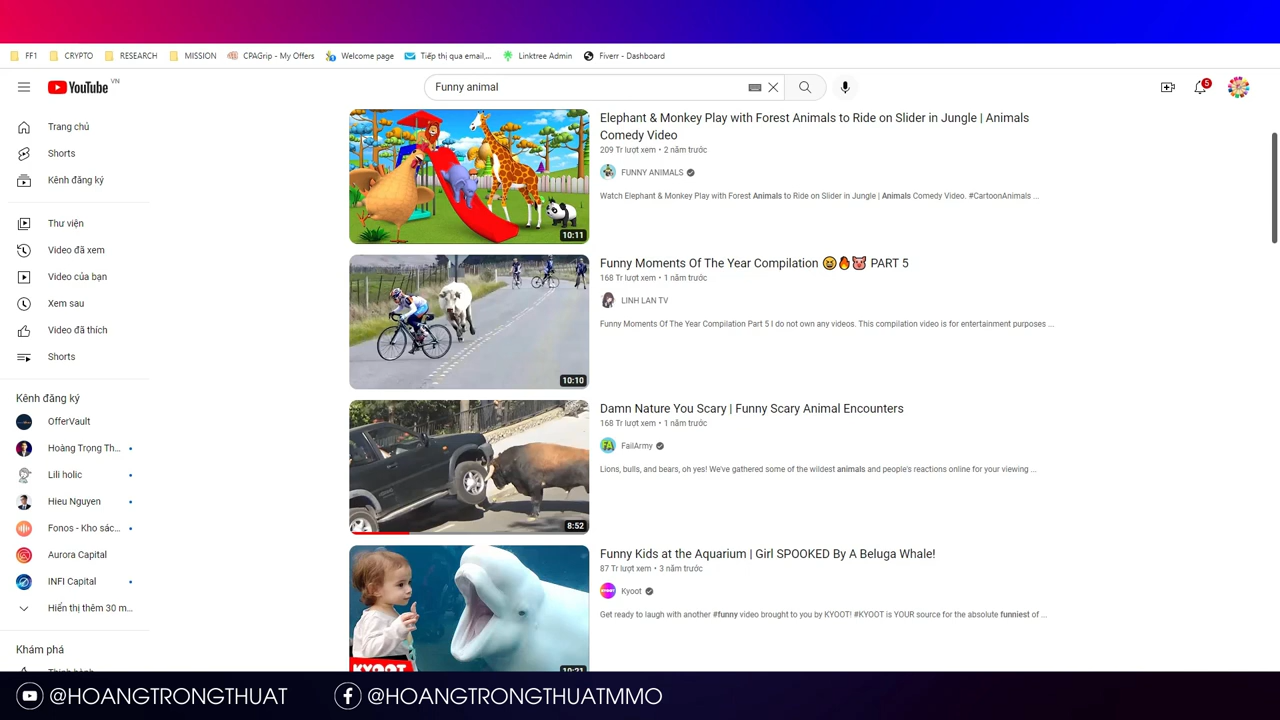 FF1 CRYPTO RESEARCH MISSION CPAGrip - My Offers Welcome page Tiếp thị qua email,... Linktree Admin Fiverr - Dashboard
YouTube VN
Funny animal
5
Trang chủ
Shorts
Kênh đăng ký
Thư viện
Video đã xem
Video của bạn
Xem sau
Video đã thích
Shorts
Kênh đăng ký
OfferVault
Hoàng Trọng Th...
Lili holic
Hieu Nguyen
Fonos - Kho sác...
Aurora Capital
INFI Capital
Hiển thị thêm 30 m...
Khám phá
10:11
Elephant & Monkey Play with Forest Animals to Ride on Slider in Jungle | Animals
Comedy Video
209 Tr lượt xem • 2 năm trước
FUNNY ANIMALS
Watch Elephant & Monkey Play with Forest Animals to Ride on Slider in Jungle | Animals Comedy Video. #CartoonAnimals ...
10:10
Funny Moments Of The Year Compilation 😆🔥🐷 PART 5
168 Tr lượt xem • 1 năm trước
LINH LAN TV
Funny Moments Of The Year Compilation Part 5 I do not own any videos. This compilation video is for entertainment purposes ...
8:52
Damn Nature You Scary | Funny Scary Animal Encounters
168 Tr lượt xem • 1 năm trước
FA FailArmy
Lions, bulls, and bears, oh yes! We've gathered some of the wildest animals and people's reactions online for your viewing ...
KYOOT
10:21
Funny Kids at the Aquarium | Girl SPOOKED By A Beluga Whale!
87 Tr lượt xem • 3 năm trước
Kyoot
Get ready to laugh with another #funny video brought to you by KYOOT! #KYOOT is YOUR source for the absolute funniest of ...
@HOANGTRONGTHUAT @HOANGTRONGTHUATMMO